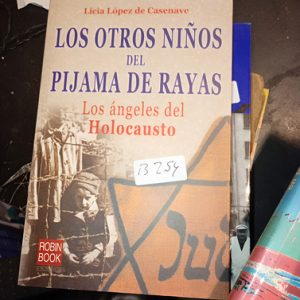 Licia López de Casenave
LOS OTROS NIÑOS
DEL
PIJAMA DE RAYAS
Los ángeles del
Holocausto
B 254
Jud
ROBIN
BOOK